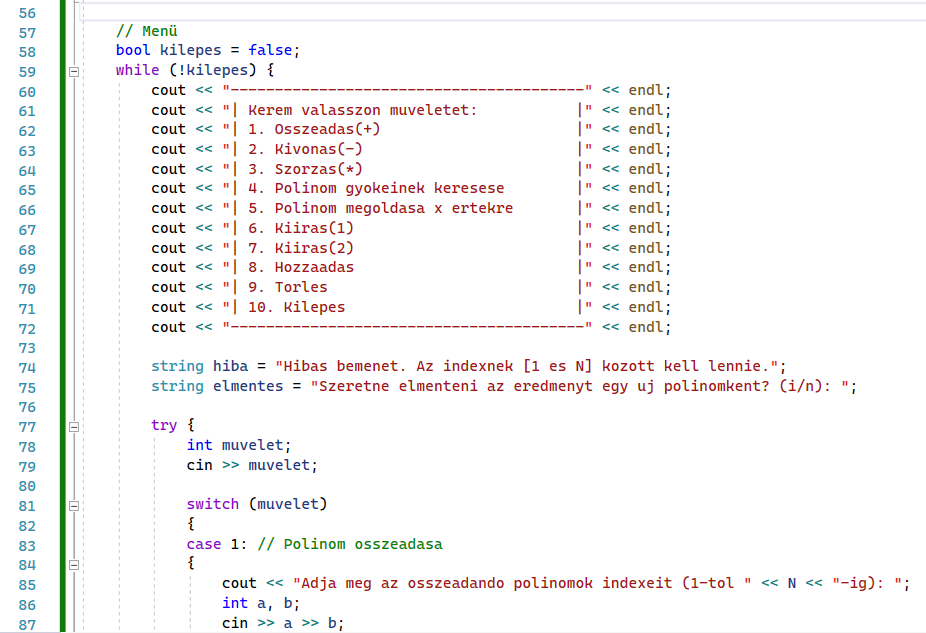 56
57 // Menü
58 bool kilepes = false;
59 while (!kilepes) {
60 cout << "----------------------------------------" << endl;
61 cout << "| Kerem valasszon muveletet:           |" << endl;
62 cout << "| 1. Osszeadas(+)                      |" << endl;
63 cout << "| 2. Kivonas(-)                        |" << endl;
64 cout << "| 3. Szorzas(*)                        |" << endl;
65 cout << "| 4. Polinom gyokeinek keresese        |" << endl;
66 cout << "| 5. Polinom megoldasa x ertekre       |" << endl;
67 cout << "| 6. Kiiras(1)                         |" << endl;
68 cout << "| 7. Kiiras(2)                         |" << endl;
69 cout << "| 8. Hozzaadas                         |" << endl;
70 cout << "| 9. Torles                            |" << endl;
71 cout << "| 10. Kilepes                          |" << endl;
72 cout << "----------------------------------------" << endl;
73
74 string hiba = "Hibas bemenet. Az indexnek [1 es N] kozott kell lennie.";
75 string elmentes = "Szeretne elmenteni az eredmenyt egy uj polinomkent? (i/n): ";
76
77 try {
78 int muvelet;
79 cin >> muvelet;
80
81 switch (muvelet)
82 {
83 case 1: // Polinom osszeadasa
84 {
85 cout << "Adja meg az osszeadando polinomok indexeit (1-tol " << N << "-ig): ";
86 int a, b;
87 cin >> a >> b;